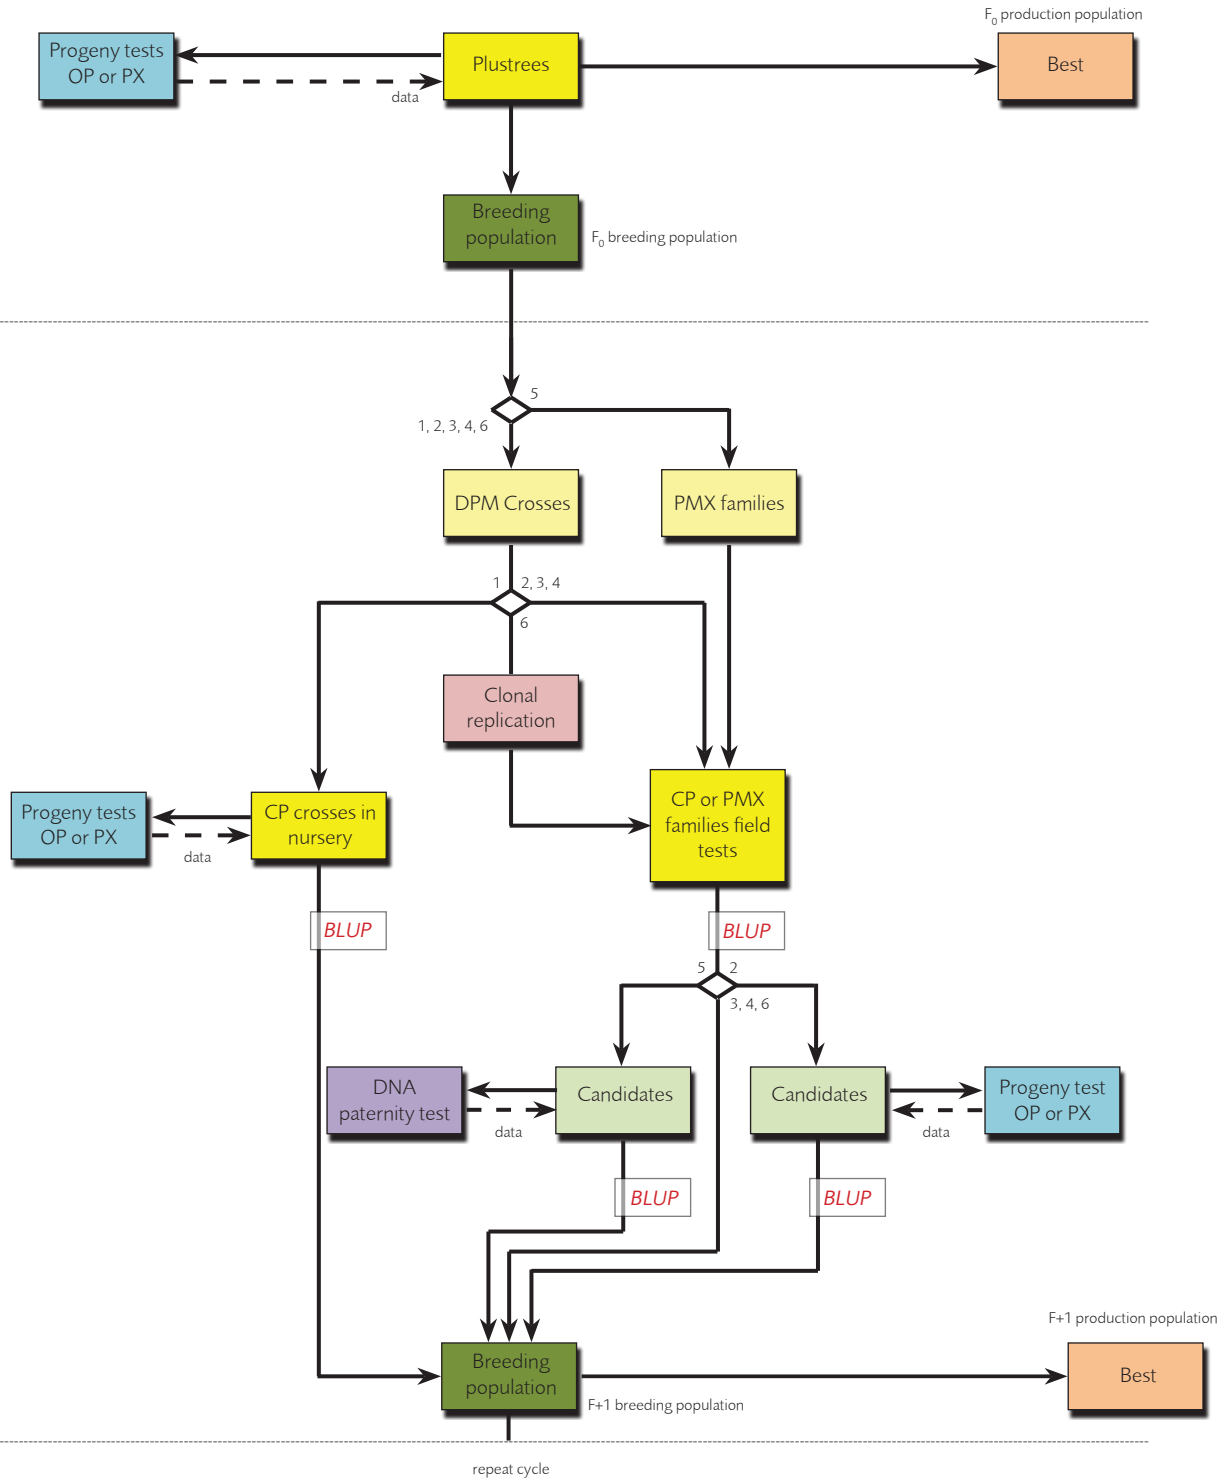 F0 production population
Progeny tests
OP or PX
Plustrees
Best
data
Breeding
population
F0 breeding population
5
1, 2, 3, 4, 6
DPM Crosses
PMX families
1
2, 3, 4
6
Clonal
replication
Progeny tests
OP or PX
CP crosses in
nursery
CP or PMX
families field
tests
data
BLUP
BLUP
5
2
3, 4, 6
DNA
paternity test
Candidates
Candidates
Progeny test
OP or PX
data
data
BLUP
BLUP
F+1 production population
Breeding
population
Best
F+1 breeding population
repeat cycle